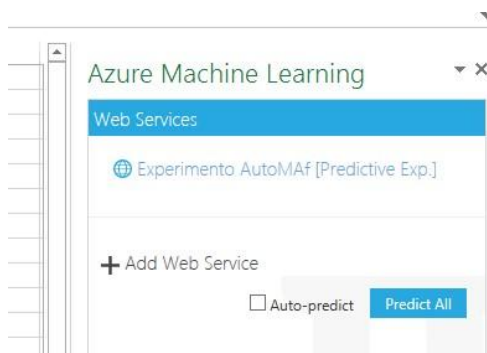 Azure Machine Learning
Web Services
Experimento AutoMAf [Predictive Exp.]
Add Web Service
Auto-predict Predict All